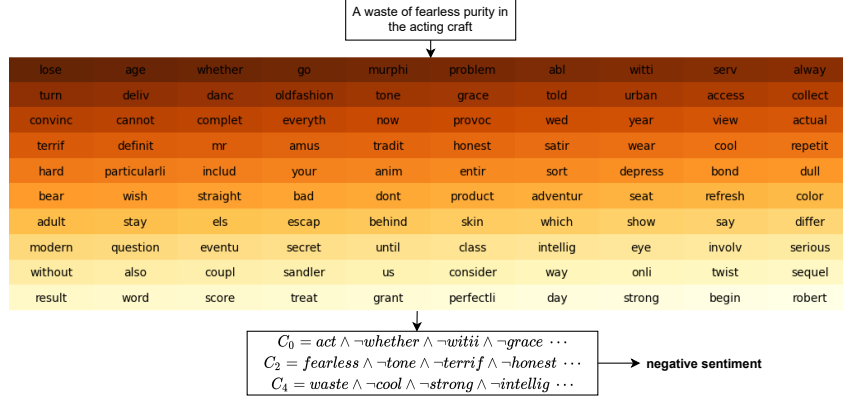 A waste of fearless purity in
the acting craft
lose age whether go murphi problem abl witti serv alway
turn deliv danc oldfashion tone grace told urban access collect
convinc cannot complet everyth now provoc wed year view actual
terrif definit mr amus tradit honest satir wear cool repetit
hard particularli includ your anim entir sort depress bond dull
bear wish straight bad dont product adventur seat refresh color
adult stay els escap behind skin which show say differ
modern question eventu secret until class intellig eye involv serious
without also coupl sandler us consider way onli twist sequel
result word score treat grant perfectli day strong begin robert
C₀ = act ∧ ¬whether ∧ ¬witii ∧ ¬grace ⋯
C₂ = fearless ∧ ¬tone ∧ ¬terrif ∧ ¬honest ⋯
C₄ = waste ∧ ¬cool ∧ ¬strong ∧ ¬intellig ⋯
negative sentiment